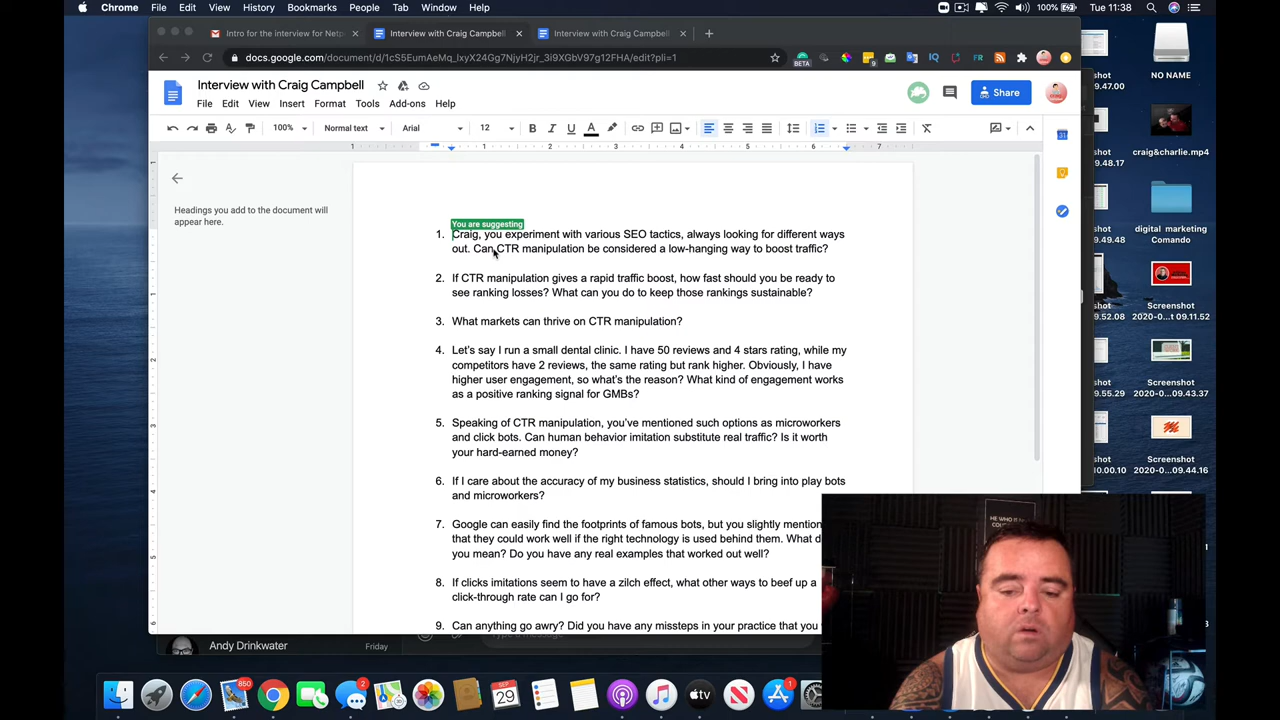 Chrome File Edit View History Bookmarks People Tab Window Help
100% Tue 11:38
Intro for the interview for Netp
Interview with Craig Campbell
Interview with Craig Campbell
docs.google.com/document/d/
Interview with Craig Campbell
File Edit View Insert Format Tools Add-ons Help
Share
100% Normal text Arial 12
Headings you add to the document will
appear here.
You are suggesting
1. Craig, you experiment with various SEO tactics, always looking for different ways
out. Can CTR manipulation be considered a low-hanging way to boost traffic?
2. If CTR manipulation gives a rapid traffic boost, how fast should you be ready to
see ranking losses? What can you do to keep those rankings sustainable?
3. What markets can thrive on CTR manipulation?
4. Let's say I run a small dental clinic. I have 50 reviews and 4 stars rating, while my
competitors have 2 reviews, the same rating but rank higher. Obviously, I have
higher user engagement, so what's the reason? What kind of engagement works
as a positive ranking signal for GMBs?
5. Speaking of CTR manipulation, you've mentioned such options as microworkers
and click bots. Can human behavior imitation substitute real traffic? Is it worth
your hard-earned money?
6. If I care about the accuracy of my business statistics, should I bring into play bots
and microworkers?
7. Google can easily find the footprints of famous bots, but you slightly mention
that they could work well if the right technology is used behind them. What d
you mean? Do you have any real examples that worked out well?
8. If clicks imitations seem to have a zilch effect, what other ways to beef up a
click-through rate can I go for?
9. Can anything go awry? Did you have any missteps in your practice that you
Andy Drinkwater Friday
NO NAME
craig&charlie.mp4
digital marketing
Comando
Screenshot
2020-0...09.11.52
Screenshot
2020-0...09.43.37
Screenshot
2020-0...09.44.16
HE WHO IS N
SEP
29
850
2
1
tv